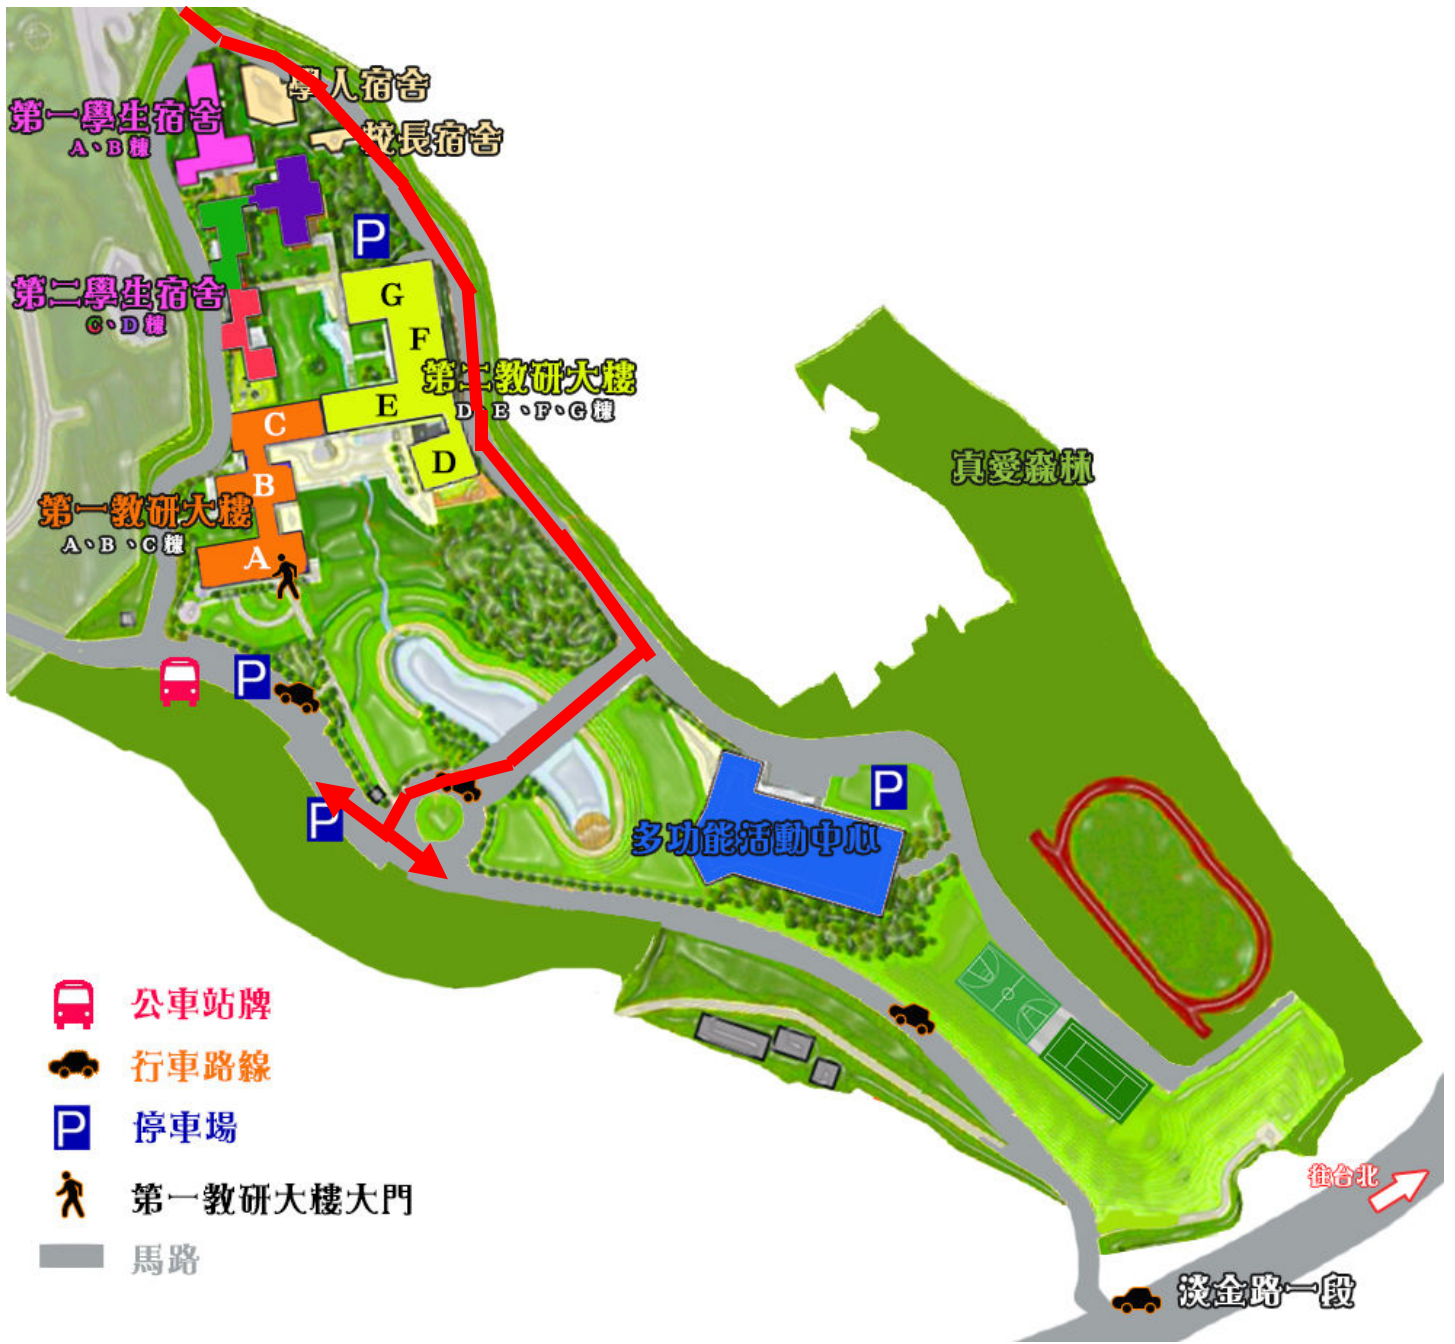 學人宿舍
第一學生宿舍
A、B棟
校長宿舍
P
第二學生宿舍
C、D棟
G
F
第二教研大樓
D、E、F、G棟
E
C
D
B
真愛森林
第一教研大樓
A、B、C棟
A
P
P
P
多功能活動中心
公車站牌
行車路線
P 停車場
第一教研大樓大門
馬路
往台北
淡金路一段